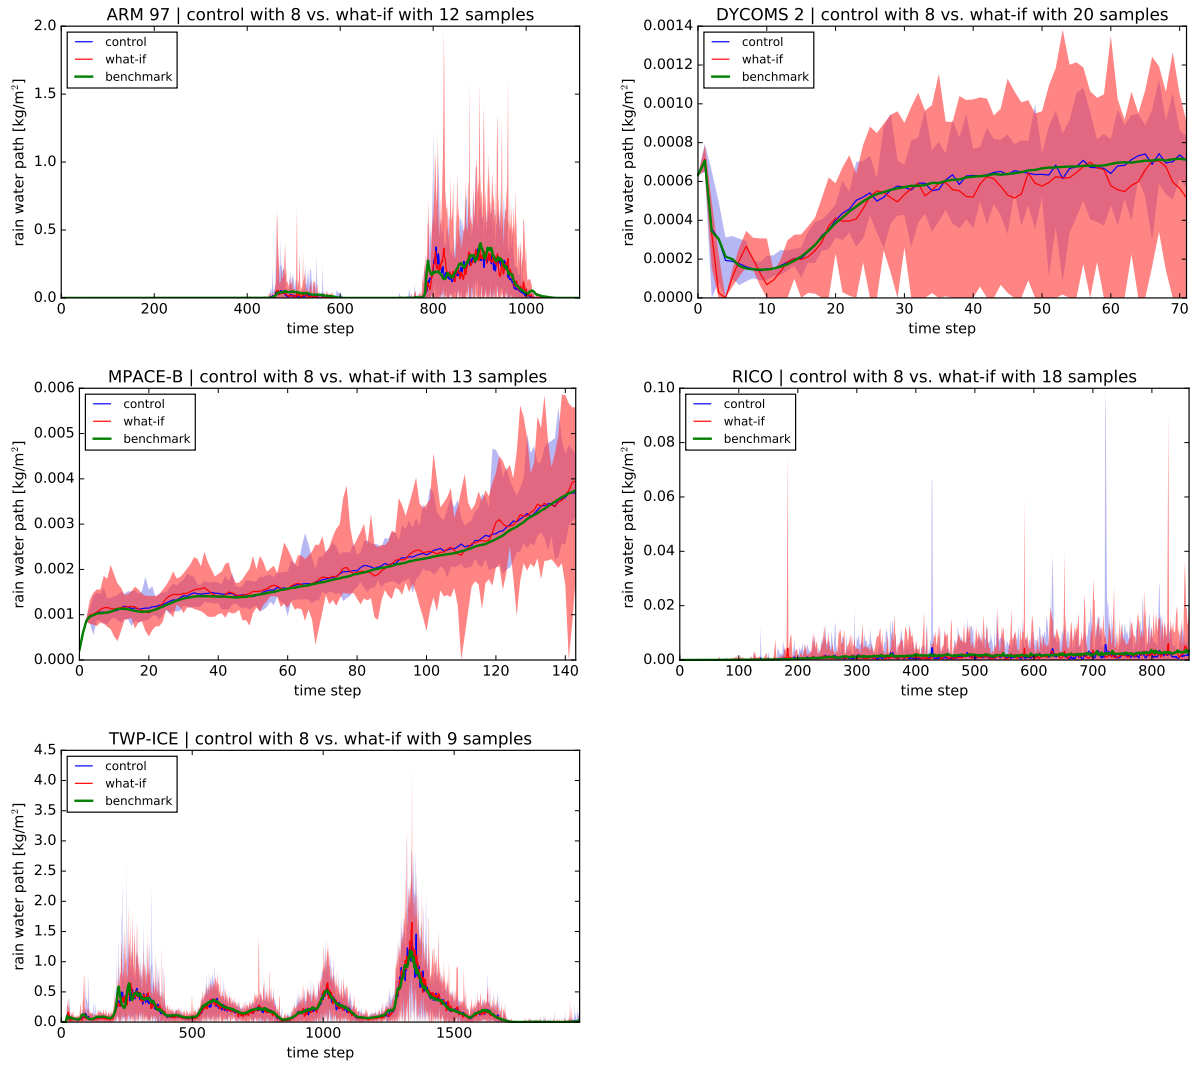 ARM 97 | control with 8 vs. what-if with 12 samples
2.0
1.5
1.0
0.5
0.0
rain water path [kg/m²]
control
what-if
benchmark
0 200 400 600 800 1000
time step
DYCOMS 2 | control with 8 vs. what-if with 20 samples
0.0014
0.0012
0.0010
0.0008
0.0006
0.0004
0.0002
0.0000
rain water path [kg/m²]
control
what-if
benchmark
0 10 20 30 40 50 60 70
time step
MPACE-B | control with 8 vs. what-if with 13 samples
0.006
0.005
0.004
0.003
0.002
0.001
0.000
rain water path [kg/m²]
control
what-if
benchmark
0 20 40 60 80 100 120 140
time step
RICO | control with 8 vs. what-if with 18 samples
0.10
0.08
0.06
0.04
0.02
0.00
rain water path [kg/m²]
control
what-if
benchmark
0 100 200 300 400 500 600 700 800
time step
TWP-ICE | control with 8 vs. what-if with 9 samples
4.5
4.0
3.5
3.0
2.5
2.0
1.5
1.0
0.5
0.0
rain water path [kg/m²]
control
what-if
benchmark
0 500 1000 1500
time step